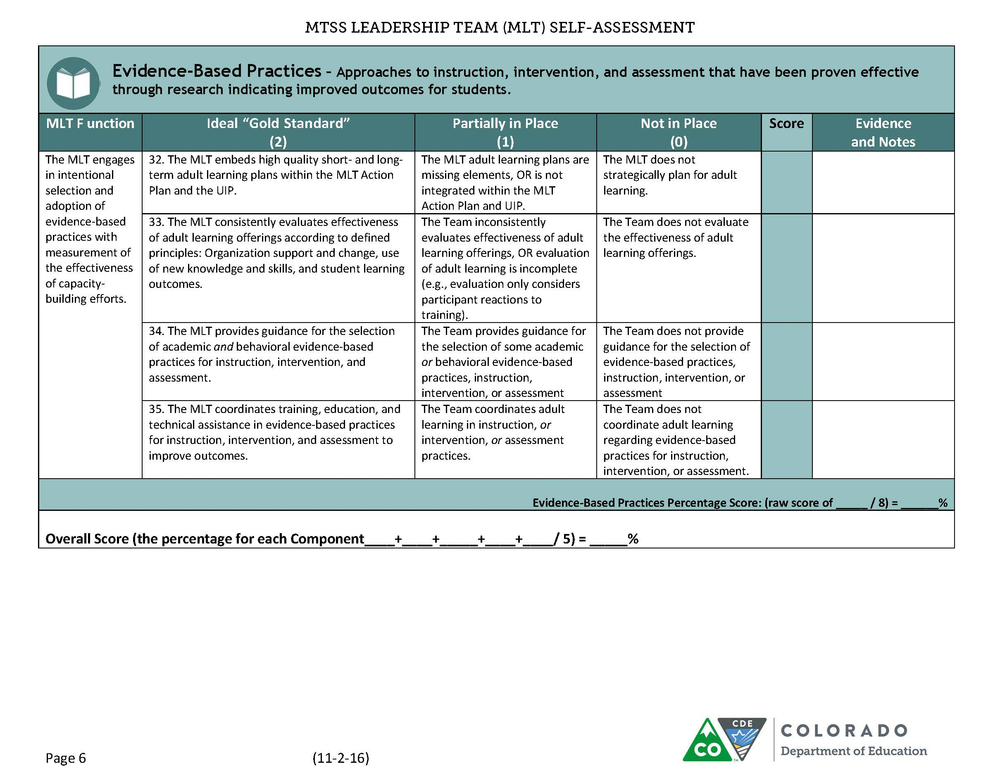 MTSS LEADERSHIP TEAM (MLT) SELF-ASSESSMENT
Evidence-Based Practices – Approaches to instruction, intervention, and assessment that have been proven effective
through research indicating improved outcomes for students.
MLT F unction
Ideal “Gold Standard”
(2)
Partially in Place
(1)
Not in Place
(0)
Score
Evidence
and Notes
The MLT engages
in intentional
selection and
adoption of
evidence-based
practices with
measurement of
the effectiveness
of capacity-
building efforts.
32. The MLT embeds high quality short- and long-
term adult learning plans within the MLT Action
Plan and the UIP.
The MLT adult learning plans are
missing elements, OR is not
integrated within the MLT
Action Plan and UIP.
The MLT does not
strategically plan for adult
learning.
33. The MLT consistently evaluates effectiveness
of adult learning offerings according to defined
principles: Organization support and change, use
of new knowledge and skills, and student learning
outcomes.
The Team inconsistently
evaluates effectiveness of adult
learning offerings, OR evaluation
of adult learning is incomplete
(e.g., evaluation only considers
participant reactions to
training).
The Team does not evaluate
the effectiveness of adult
learning offerings.
34. The MLT provides guidance for the selection
of academic and behavioral evidence-based
practices for instruction, intervention, and
assessment.
The Team provides guidance for
the selection of some academic
or behavioral evidence-based
practices, instruction,
intervention, or assessment
The Team does not provide
guidance for the selection of
evidence-based practices,
instruction, intervention, or
assessment
35. The MLT coordinates training, education, and
technical assistance in evidence-based practices
for instruction, intervention, and assessment to
improve outcomes.
The Team coordinates adult
learning in instruction, or
intervention, or assessment
practices.
The Team does not
coordinate adult learning
regarding evidence-based
practices for instruction,
intervention, or assessment.
Evidence-Based Practices Percentage Score: (raw score of _____ / 8) = ______%
Overall Score (the percentage for each Component____+____+_____+____+____/ 5) = _____%
CDE
CO
TM
COLORADO
Department of Education
Page 6
(11-2-16)